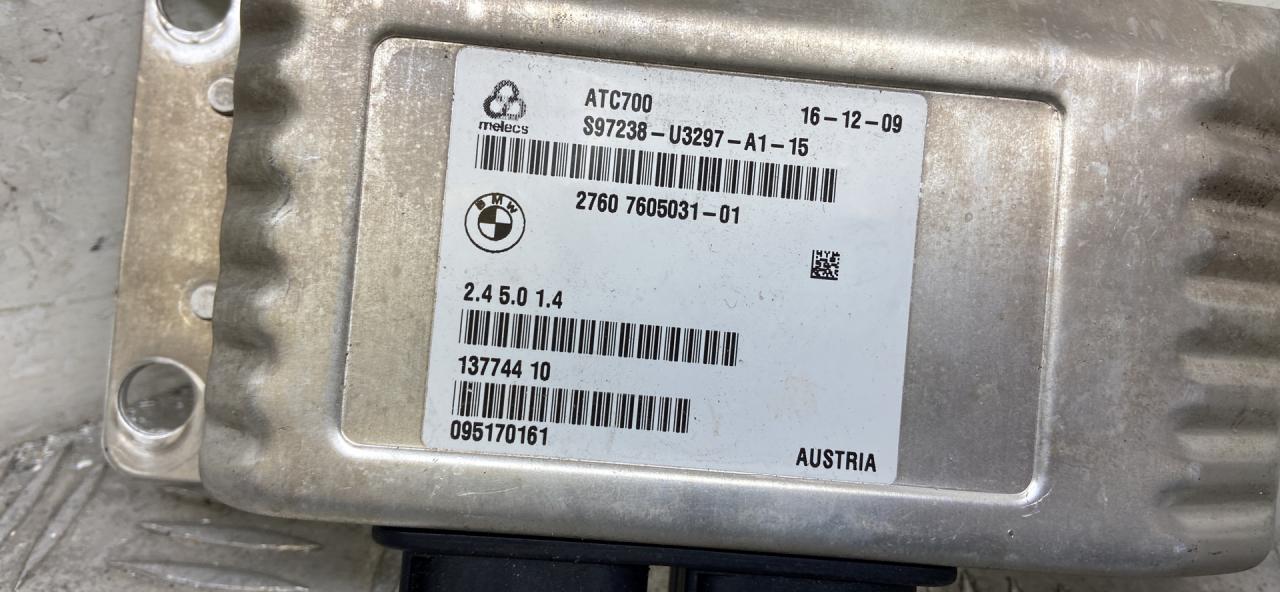 ATC700
16-12-09
melecs
S97238-U3297-A1-15
BMW
2760 7605031-01
2.4 5.0 1.4
137744 10
095170161
AUSTRIA